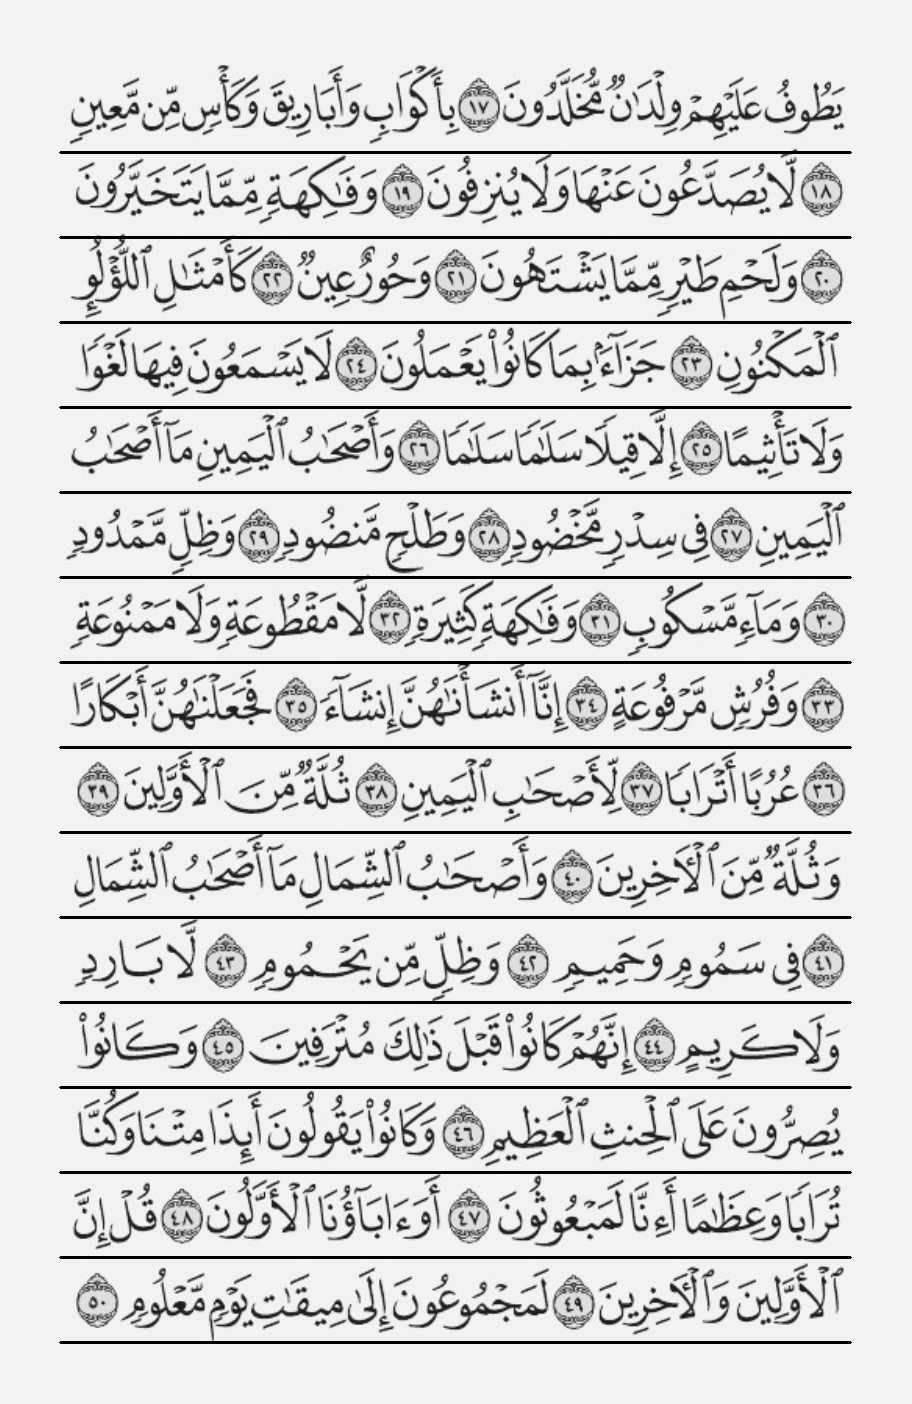 يَطُوفُ عَلَيْهِمْ وِلْدَٰنٌ مُّخَلَّدُونَ ١٧ بِأَكْوَابٍ وَأَبَارِيقَ وَكَأْسٍ مِّن مَّعِينٍ
١٨ لَّا يُصَدَّعُونَ عَنْهَا وَلَا يُنزِفُونَ ١٩ وَفَٰكِهَةٍ مِّمَّا يَتَخَيَّرُونَ
٢٠ وَلَحْمِ طَيْرٍ مِّمَّا يَشْتَهُونَ ٢١ وَحُورٌ عِينٌ ٢٢ كَأَمْثَٰلِ ٱللُّؤْلُؤِ
ٱلْمَكْنُونِ ٢٣ جَزَآءًۢ بِمَا كَانُوا۟ يَعْمَلُونَ ٢٤ لَا يَسْمَعُونَ فِيهَا لَغْوًا
وَلَا تَأْثِيمًا ٢٥ إِلَّا قِيلًا سَلَٰمًا سَلَٰمًا ٢٦ وَأَصْحَٰبُ ٱلْيَمِينِ مَآ أَصْحَٰبُ
ٱلْيَمِينِ ٢٧ فِى سِدْرٍ مَّخْضُودٍ ٢٨ وَطَلْحٍ مَّنضُودٍ ٢٩ وَظِلٍّ مَّمْدُودٍ
٣٠ وَمَآءٍ مَّسْكُوبٍ ٣١ وَفَٰكِهَةٍ كَثِيرَةٍ ٣٢ لَّا مَقْطُوعَةٍ وَلَا مَمْنُوعَةٍ
٣٣ وَفُرُشٍ مَّرْفُوعَةٍ ٣٤ إِنَّآ أَنشَأْنَٰهُنَّ إِنشَآءً ٣٥ فَجَعَلْنَٰهُنَّ أَبْكَارًا
٣٦ عُرُبًا أَتْرَابًا ٣٧ لِّأَصْحَٰبِ ٱلْيَمِينِ ٣٨ ثُلَّةٌ مِّنَ ٱلْأَوَّلِينَ ٣٩
وَثُلَّةٌ مِّنَ ٱلْـَٔاخِرِينَ ٤٠ وَأَصْحَٰبُ ٱلشِّمَالِ مَآ أَصْحَٰبُ ٱلشِّمَالِ
٤١ فِى سَمُومٍ وَحَمِيمٍ ٤٢ وَظِلٍّ مِّن يَحْمُومٍ ٤٣ لَّا بَارِدٍ
وَلَا كَرِيمٍ ٤٤ إِنَّهُمْ كَانُوا۟ قَبْلَ ذَٰلِكَ مُتْرَفِينَ ٤٥ وَكَانُوا۟
يُصِرُّونَ عَلَى ٱلْحِنثِ ٱلْعَظِيمِ ٤٦ وَكَانُوا۟ يَقُولُونَ أَئِذَا مِتْنَا وَكُنَّا
تُرَابًا وَعِظَٰمًا أَءِنَّا لَمَبْعُوثُونَ ٤٧ أَوَءَابَآؤُنَا ٱلْأَوَّلُونَ ٤٨ قُلْ إِنَّ
ٱلْأَوَّلِينَ وَٱلْـَٔاخِرِينَ ٤٩ لَمَجْمُوعُونَ إِلَىٰ مِيقَٰتِ يَوْمٍ مَّعْلُومٍ ٥٠